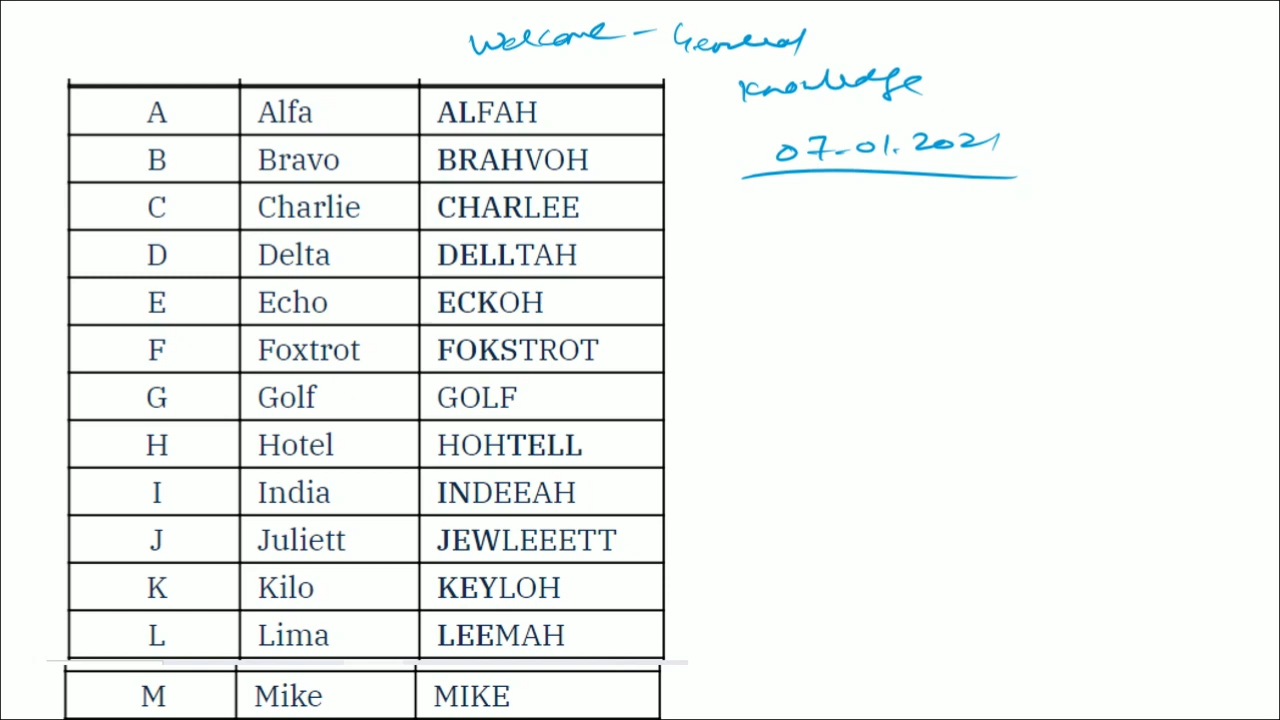 Welcome - General
Knowledge
07-01.2021
A Alfa ALFAH
B Bravo BRAHVOH
C Charlie CHARLEE
D Delta DELLTAH
E Echo ECKOH
F Foxtrot FOKSTROT
G Golf GOLF
H Hotel HOHTELL
I India INDEEAH
J Juliett JEWLEEETT
K Kilo KEYLOH
L Lima LEEMAH
M Mike MIKE